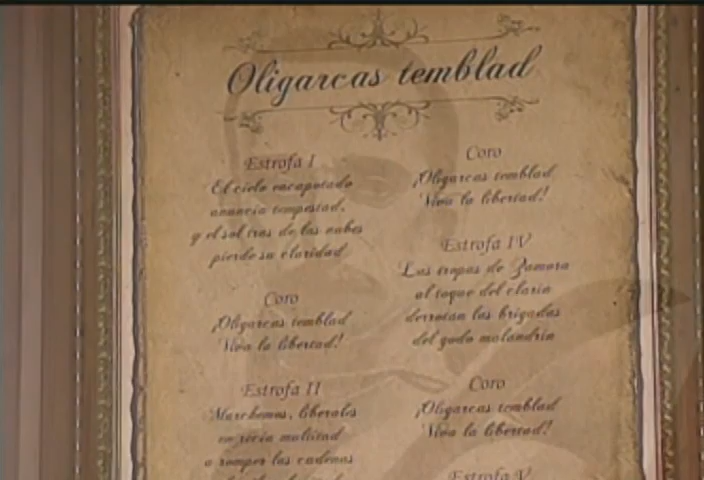 Oligarcas temblad
Estrofa I
El cielo encapotado
anuncia tempestad,
y el sol tras de las nubes
pierde su claridad
Coro
¡Oligarcas temblad
Viva la libertad!
Estrofa II
Marchemos, liberales
en recia multitud
a romper las cadenas
Coro
¡Oligarcas temblad
Viva la libertad!
Estrofa IV
Las tropas de Zamora
al toque del clarín
derrotan las brigadas
del godo malandrín
Coro
¡Oligarcas temblad
Viva la libertad!
Estrofa V